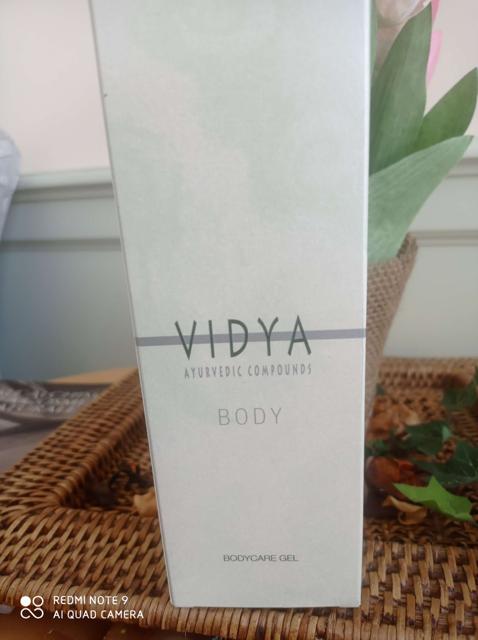 VIDYA
AYURVEDIC COMPOUNDS
BODY
BODYCARE GEL
REDMI NOTE 9
AI QUAD CAMERA